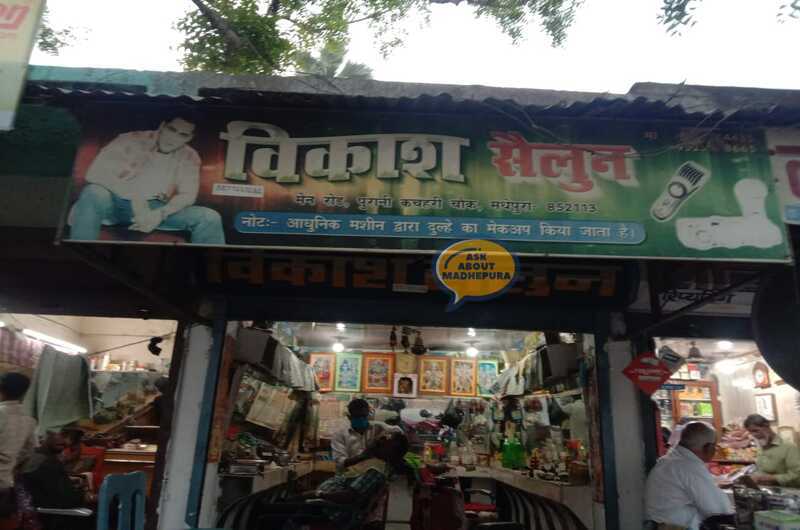 विकाश सैलुन
मेन रोड, पुरानी कचहरी चौक, मधेपुरा- 852113
नोटः- आधुनिक मशीन द्वारा दुल्हे का मेकअप किया जाता है।
ASK
ABOUT
MADHEPURA
विकाश